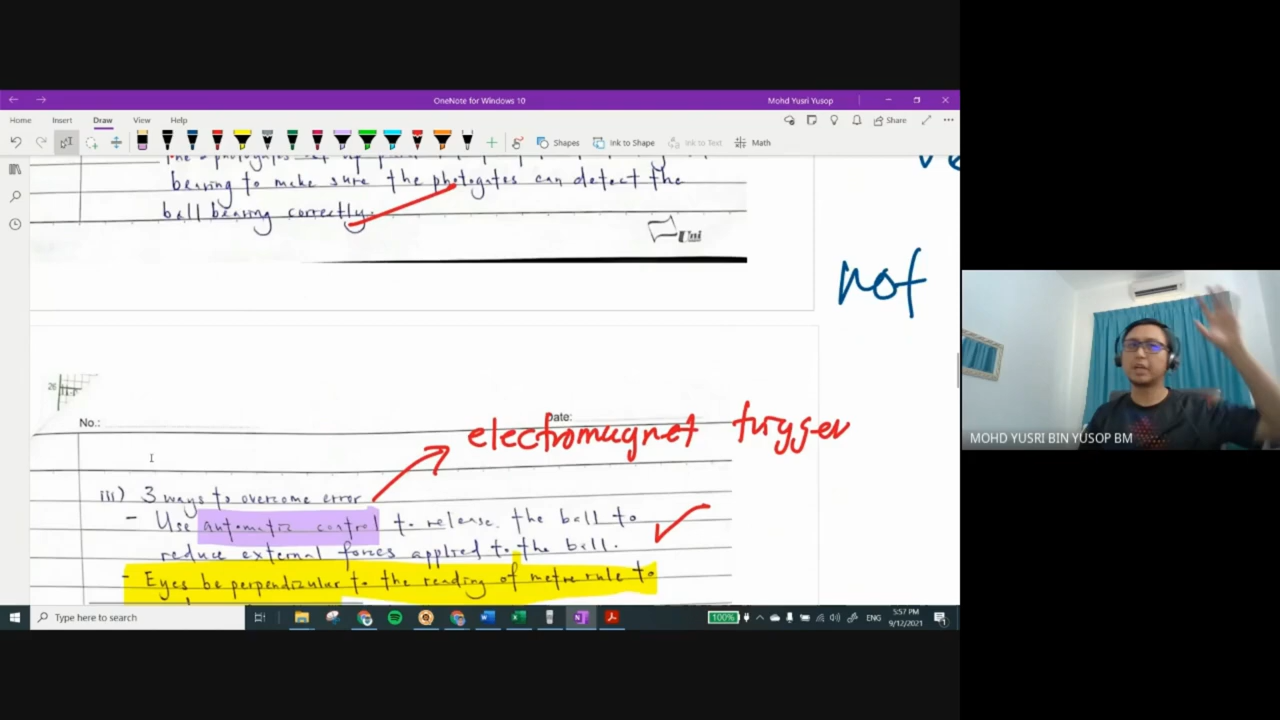 OneNote for Windows 10
Mohd Yusri Yusop
Home Insert Draw View Help
Share
Shapes Ink to Shape Ink to Text Math
bearing to make sure the photogates can detect the
ball bearing correctly.
Uni
not
No.: Date:
electromagnet trigger
iii) 3 ways to overcome error
- Use automatic control to release the ball to
reduce external forces applied to the ball.
- Eyes be perpendicular to the reading of metre rule to
MOHD YUSRI BIN YUSOP BM
Type here to search
100%
ENG
5:57 PM
9/12/2021